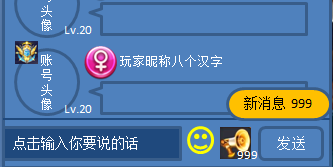 号
头
像
Lv.20
账
号
头
像
玩家昵称八个汉字
Lv.20
新消息 999
点击输入你要说的话
999
发送